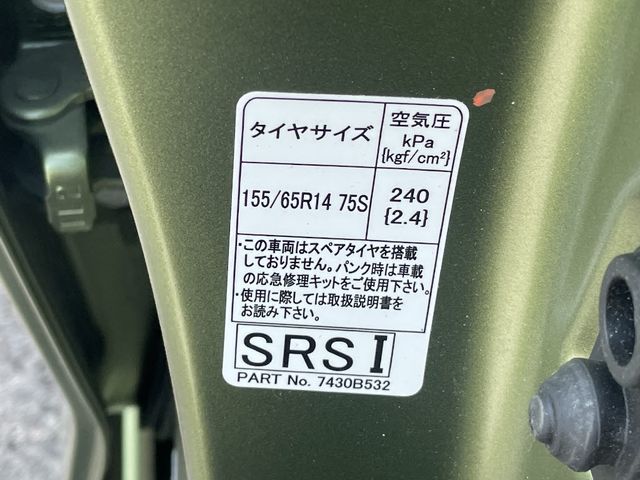 タイヤサイズ
空気圧
kPa
{kgf/cm²}
155/65R14 75S
240
{2.4}
・この車両はスペアタイヤを搭載
しておりません。パンク時は車載
の応急修理キットをご使用下さい。
・使用に際しては取扱説明書を
お読み下さい。
SRS I
PART No. 7430B532